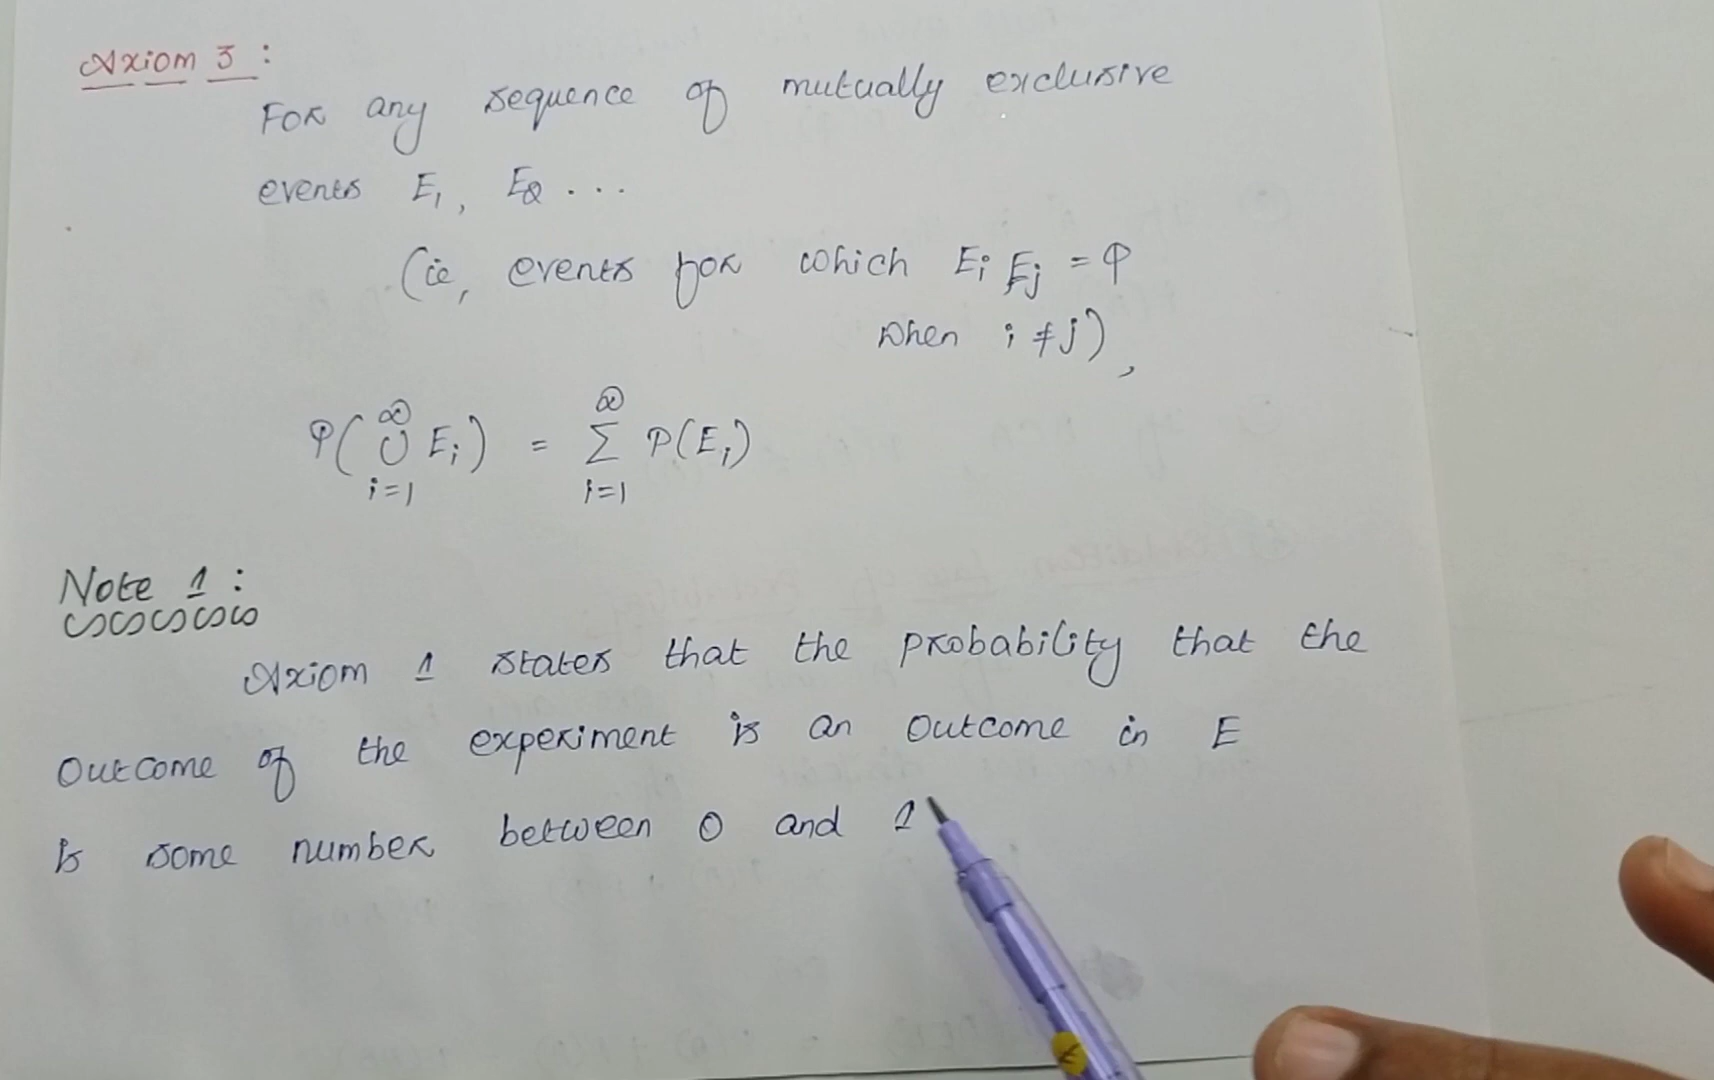 Axiom 3 :
For any sequence of mutually exclusive
events E₁, E₂ ...
(ie, events for which Eᵢ Eⱼ = φ
when i ≠ j),
P(∞∪i=1 Eᵢ) = ∞∑i=1 P(Eᵢ)
Note 1 :
Axiom 1 states that the probability that the
outcome of the experiment is an outcome in E
is some number between 0 and 1